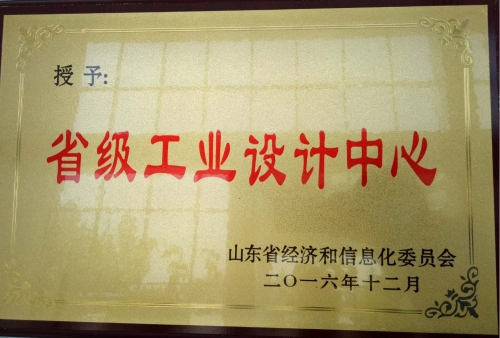 授予:
省级工业设计中心
山东省经济和信息化委员会
二〇一六年十二月